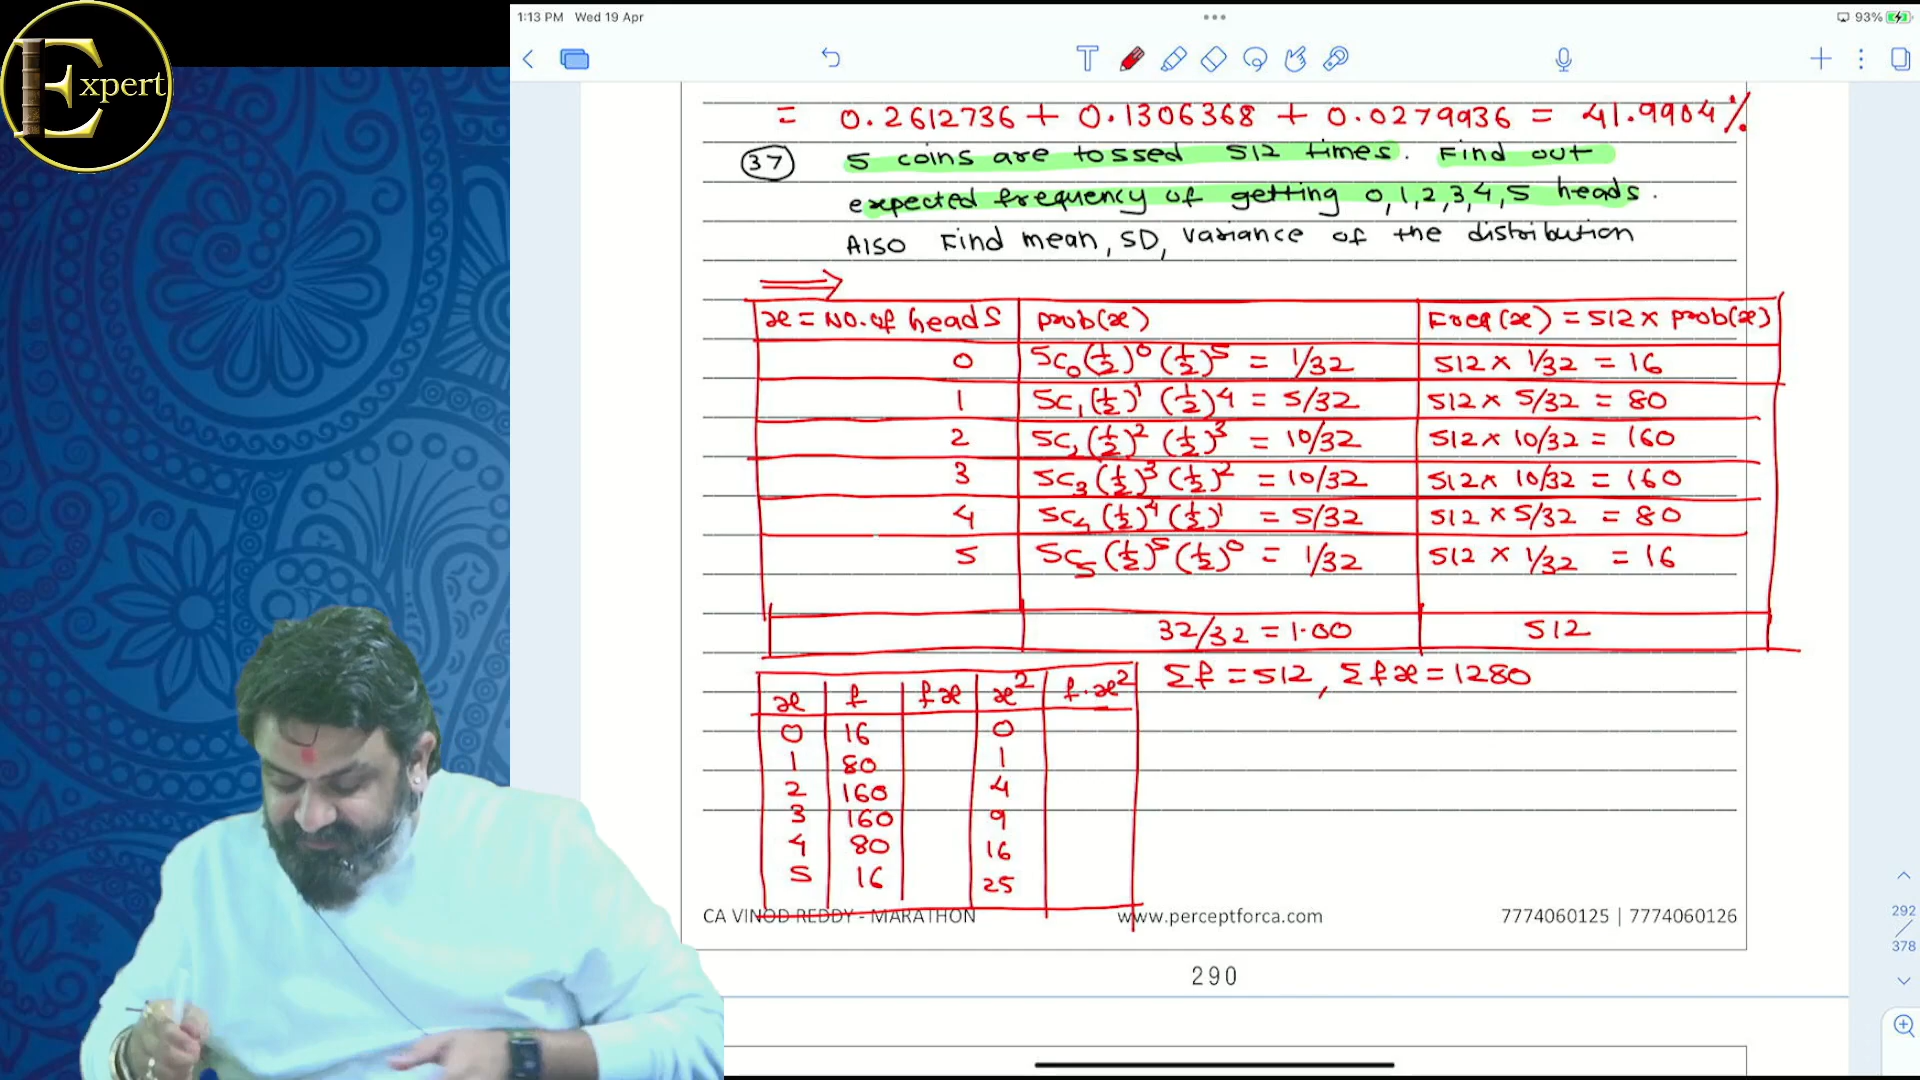 Expert
1:13 PM Wed 19 Apr
93%
= 0.2612736 + 0.1306368 + 0.0279936 = 41.9904%
37 5 coins are tossed 512 times. Find out
expected frequency of getting 0,1,2,3,4,5 heads.
Also Find mean, SD, variance of the distribution
x = No. of heads prob(x) Freq(x) = 512 × prob(x)
0 5C₀(1/2)⁰(1/2)⁵ = 1/32 512 × 1/32 = 16
1 5C₁(1/2)¹(1/2)4 = 5/32 512 × 5/32 = 80
2 5C₂(1/2)²(1/2)³ = 10/32 512 × 10/32 = 160
3 5C₃(1/2)³(1/2)² = 10/32 512 × 10/32 = 160
4 5C₄(1/2)⁴(1/2)¹ = 5/32 512 × 5/32 = 80
5 5C₅(1/2)⁵(1/2)⁰ = 1/32 512 × 1/32 = 16
32/32 = 1.00 512
Σf = 512, Σfx = 1280
x f fx x² f.x²
0 16 0
1 80 1
2 160 4
3 160 9
4 80 16
5 16 25
CA VINOD REDDY - MARATHON www.perceptforca.com 7774060125 | 7774060126
290
292
378